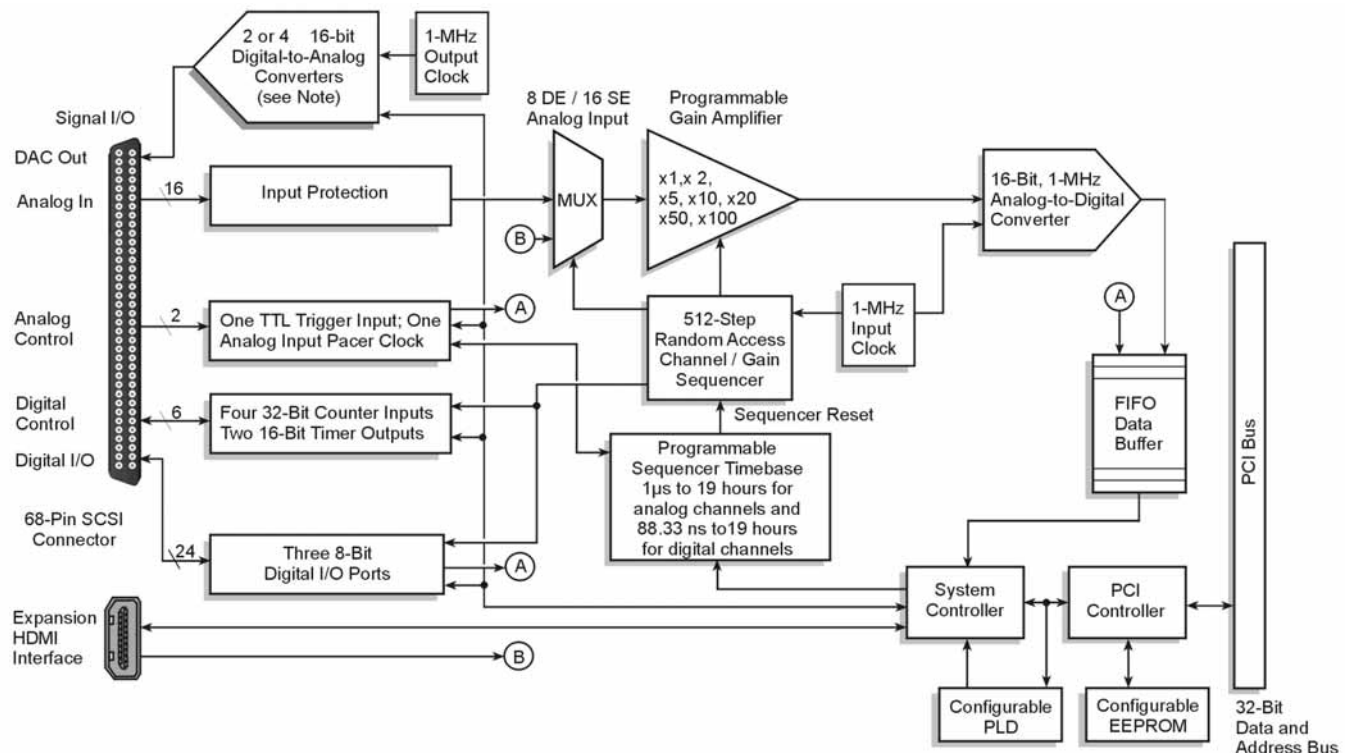 2 or 4 16-bit
Digital-to-Analog
Converters
(see Note)
1-MHz
Output
Clock
Signal I/O
DAC Out
Analog In
16
Input Protection
8 DE / 16 SE
Analog Input
MUX
B
Programmable
Gain Amplifier
x1,x 2,
x5, x10, x20
x50, x100
16-Bit, 1-MHz
Analog-to-Digital
Converter
Analog
Control
2
One TTL Trigger Input; One
Analog Input Pacer Clock
A
512-Step
Random Access
Channel / Gain
Sequencer
1-MHz
Input
Clock
A
FIFO
Data
Buffer
PCI Bus
Digital
Control
6
Four 32-Bit Counter Inputs
Two 16-Bit Timer Outputs
Sequencer Reset
Programmable
Sequencer Timebase
1µs to 19 hours for
analog channels and
88.33 ns to19 hours
for digital channels
Digital I/O
68-Pin SCSI
Connector
24
Three 8-Bit
Digital I/O Ports
A
System
Controller
PCI
Controller
Expansion
HDMI
Interface
B
Configurable
PLD
Configurable
EEPROM
32-Bit
Data and
Address Bus